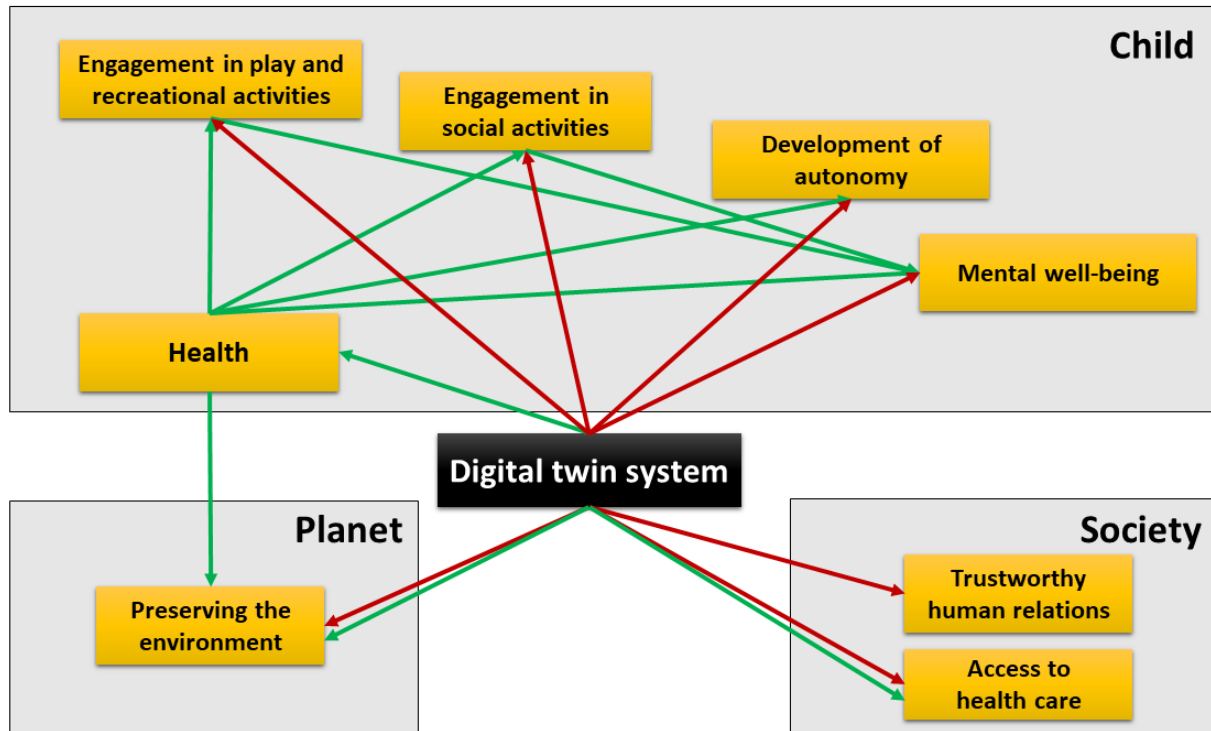 Child
Engagement in play and
recreational activities
Engagement in
social activities
Development of
autonomy
Mental well-being
Health
Digital twin system
Planet
Preserving the
environment
Society
Trustworthy
human relations
Access to
health care